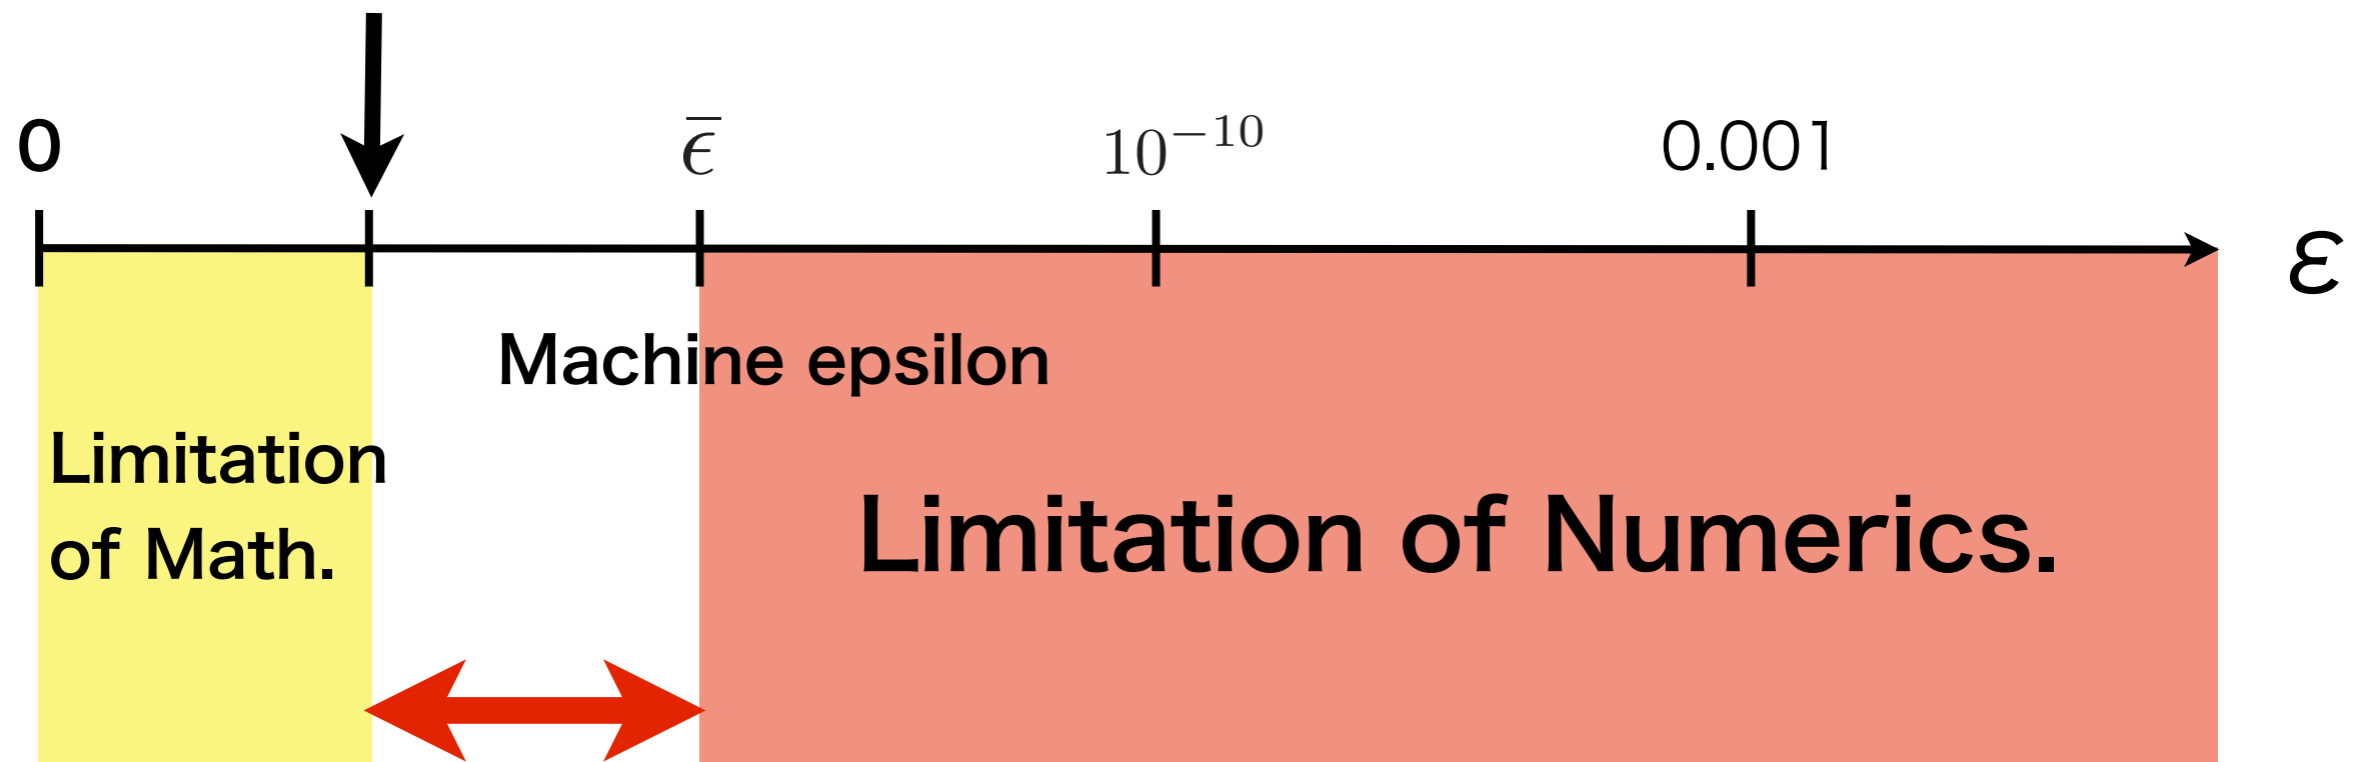 0
ϵ̅
10⁻¹⁰
0.001
ε
Machine epsilon
Limitation
of Math.
Limitation of Numerics.